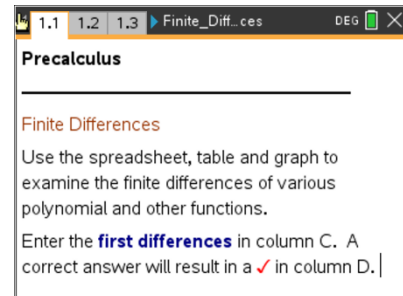 1.1 1.2 1.3 Finite_Diff...ces DEG
Precalculus
Finite Differences
Use the spreadsheet, table and graph to
examine the finite differences of various
polynomial and other functions.
Enter the first differences in column C. A
correct answer will result in a ✓ in column D.